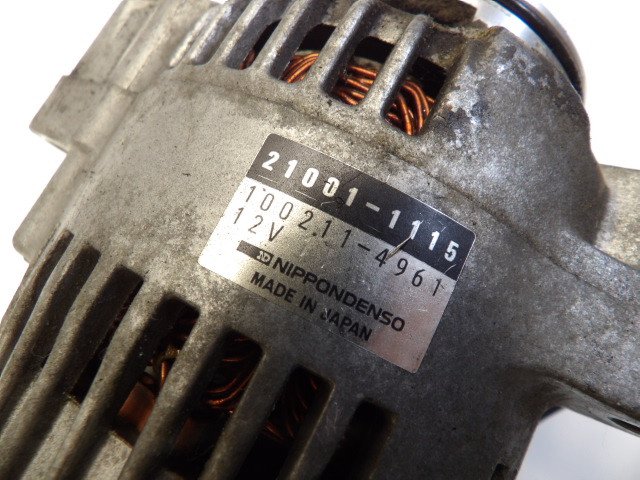 21001-1115
100211-4961
12V
NIPPONDENSO
MADE IN JAPAN